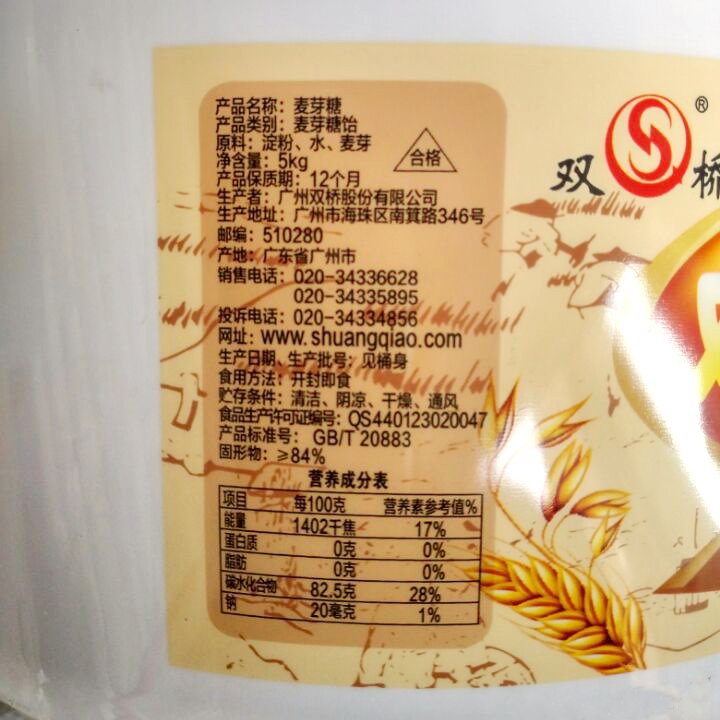 产品名称：麦芽糖
产品类别：麦芽糖饴
原料：淀粉、水、麦芽
净含量：5kg
产品保质期：12个月
生产者：广州双桥股份有限公司
生产地址：广州市海珠区南箕路346号
邮编：510280
产地：广东省广州市
销售电话：020-34336628
020-34335895
投诉电话：020-34334856
网址：www.shuangqiao.com
生产日期、生产批号：见桶身
食用方法：开封即食
贮存条件：清洁、阴凉、干燥、通风
食品生产许可证编号：QS440123020047
产品标准号：GB/T 20883
固形物：≥84%
营养成分表
项目 每100克 营养素参考值%
能量 1402千焦 17%
蛋白质 0克 0%
脂肪 0克 0%
碳水化合物 82.5克 28%
钠 20毫克 1%
合格
双 桥 ®